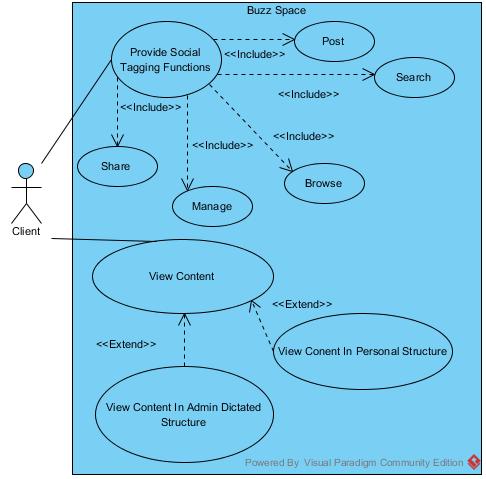 Buzz Space
Provide Social
Tagging Functions
Post
<<Include>>
Search
<<Include>>
<<Include>>
<<Include>>
<<Include>>
Share
Browse
Manage
Client
View Content
<<Extend>>
<<Extend>>
View Conent In Personal Structure
View Content In Admin Dictated
Structure
Powered By Visual Paradigm Community Edition